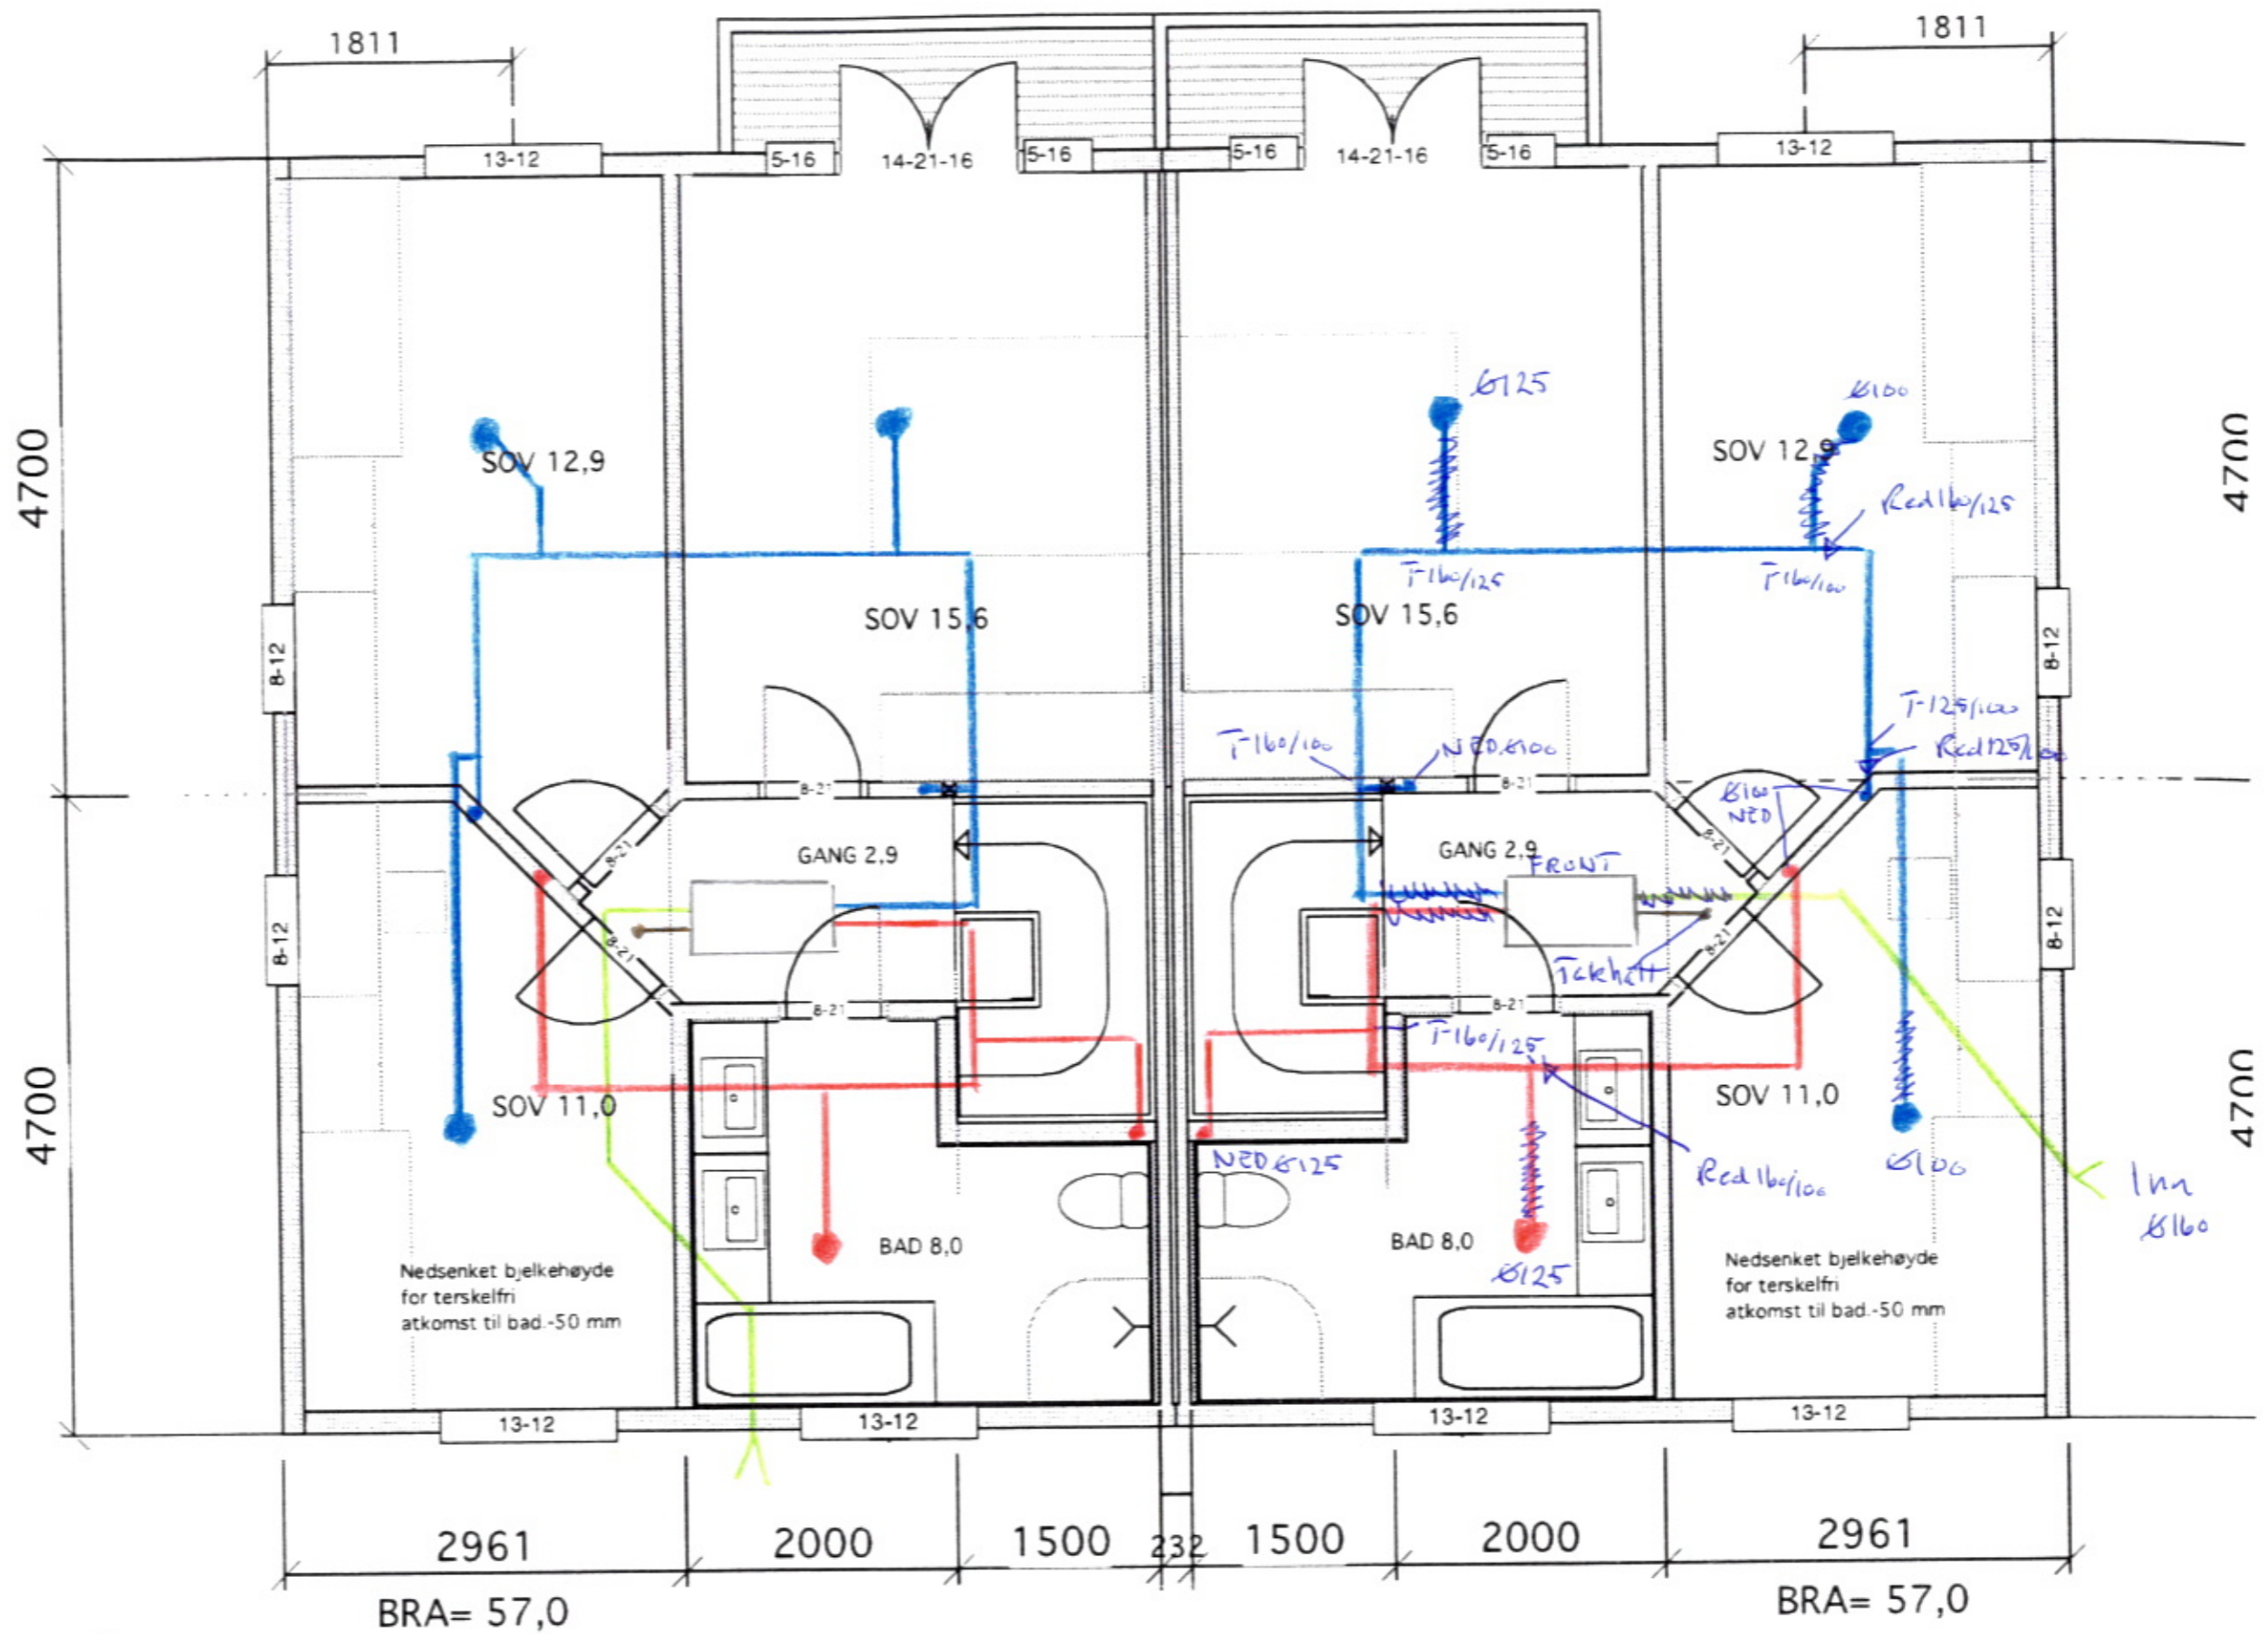 1811
1811
13-12
5-16
14-21-16
5-16
5-16
14-21-16
5-16
13-12
4700
4700
Ø125
Ø100
SOV 12,9
SOV 12,9
Red 160/125
T-160/125
T-160/100
SOV 15,6
SOV 15,6
8-12
8-12
T-125/100
Red 125/100
T-160/100
NED Ø100
8-21
8-21
Ø100
NED
8-21
8-21
GANG 2,9
GANG 2,9
FRONT
8-12
8-12
8-21
8-21
Takhatt
8-21
8-21
T-160/125
4700
4700
SOV 11,0
SOV 11,0
NED Ø125
Red 160/100
Ø100
Inn
Ø160
BAD 8,0
BAD 8,0
Ø125
Nedsenket bjelkehøyde
for terskelfri
atkomst til bad.-50 mm
Nedsenket bjelkehøyde
for terskelfri
atkomst til bad.-50 mm
13-12
13-12
13-12
13-12
2961
2000
1500
232
1500
2000
2961
BRA= 57,0
BRA= 57,0